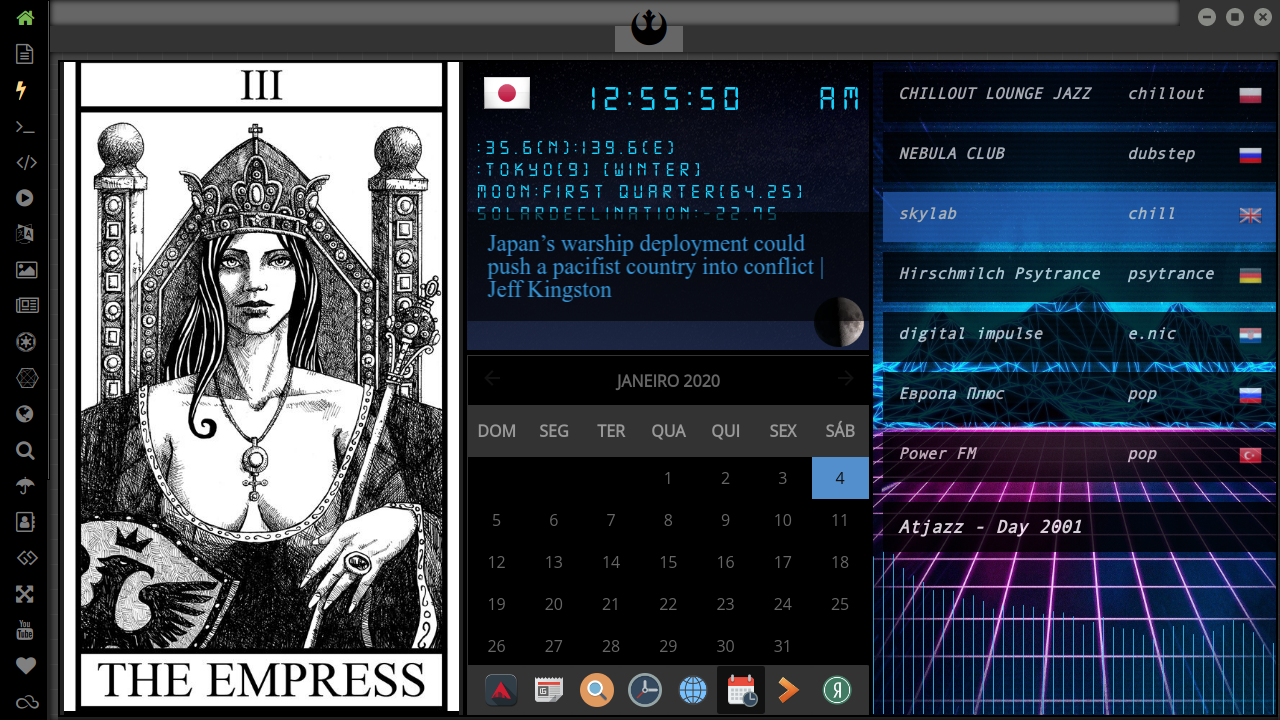 III
THE EMPRESS
12:55:50 AM
:35.6(N):139.6(E)
:TOKYO(9) (WINTER)
MOON:FIRST QUARTER(64.25)
SOLARDECLINATION:-22.75
Japan’s warship deployment could
push a pacifist country into conflict |
Jeff Kingston
JANEIRO 2020
DOM SEG TER QUA QUI SEX SÁB
1 2 3 4
5 6 7 8 9 10 11
12 13 14 15 16 17 18
19 20 21 22 23 24 25
26 27 28 29 30 31
CHILLOUT LOUNGE JAZZ chillout
NEBULA CLUB dubstep
skylab chill
Hirschmilch Psytrance psytrance
digital impulse e.nic
Европа Плюс pop
Power FM pop
Atjazz - Day 2001
You
Tube
Я